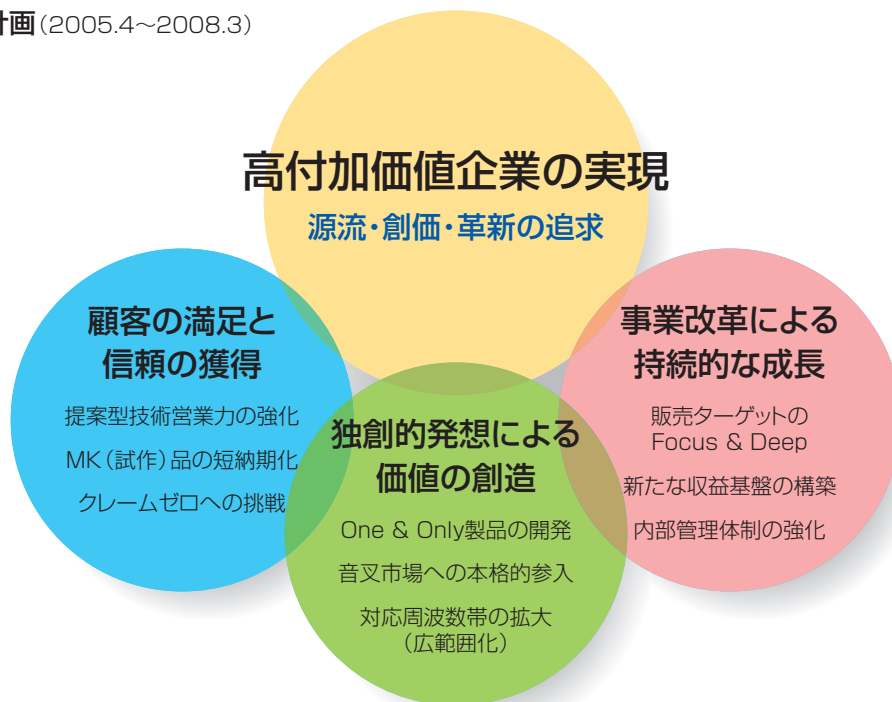 計画(2005.4～2008.3)
高付加価値企業の実現
源流・創価・革新の追求
顧客の満足と
信頼の獲得
提案型技術営業力の強化
MK(試作)品の短納期化
クレームゼロへの挑戦
独創的発想による
価値の創造
One & Only製品の開発
音叉市場への本格的参入
対応周波数帯の拡大
(広範囲化)
事業改革による
持続的な成長
販売ターゲットの
Focus & Deep
新たな収益基盤の構築
内部管理体制の強化